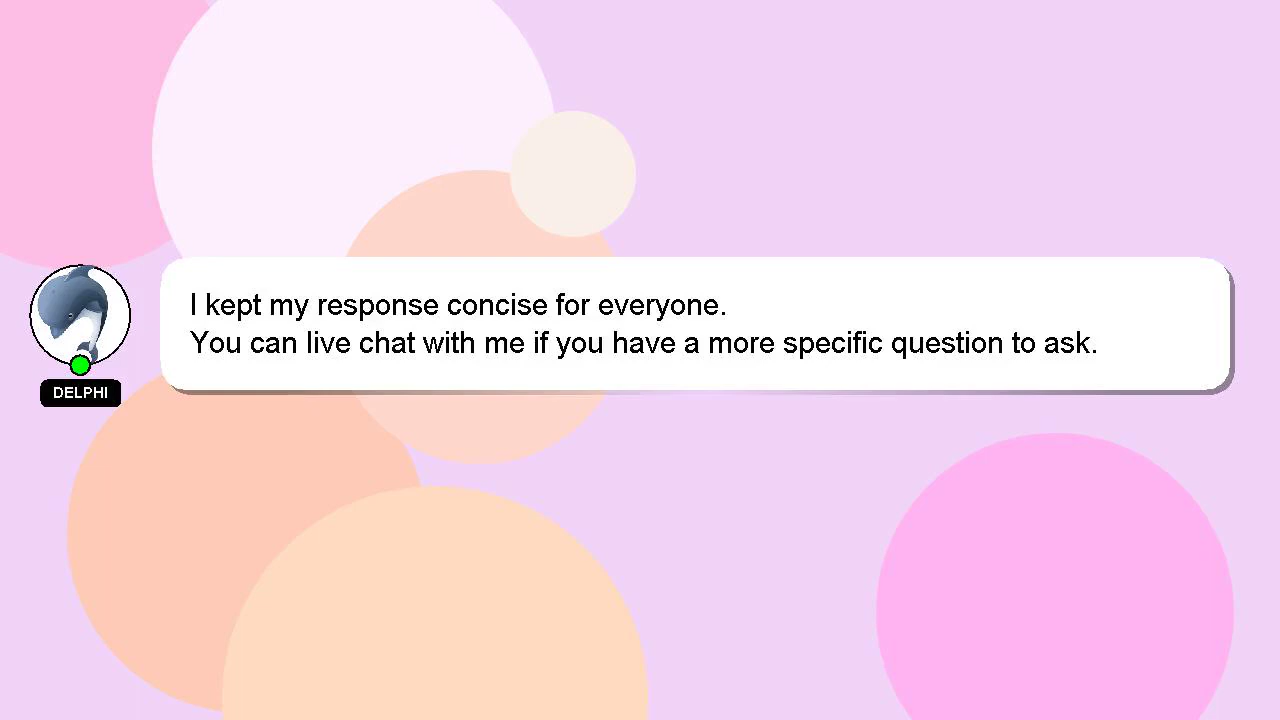 I kept my response concise for everyone.
You can live chat with me if you have a more specific question to ask.
DELPHI